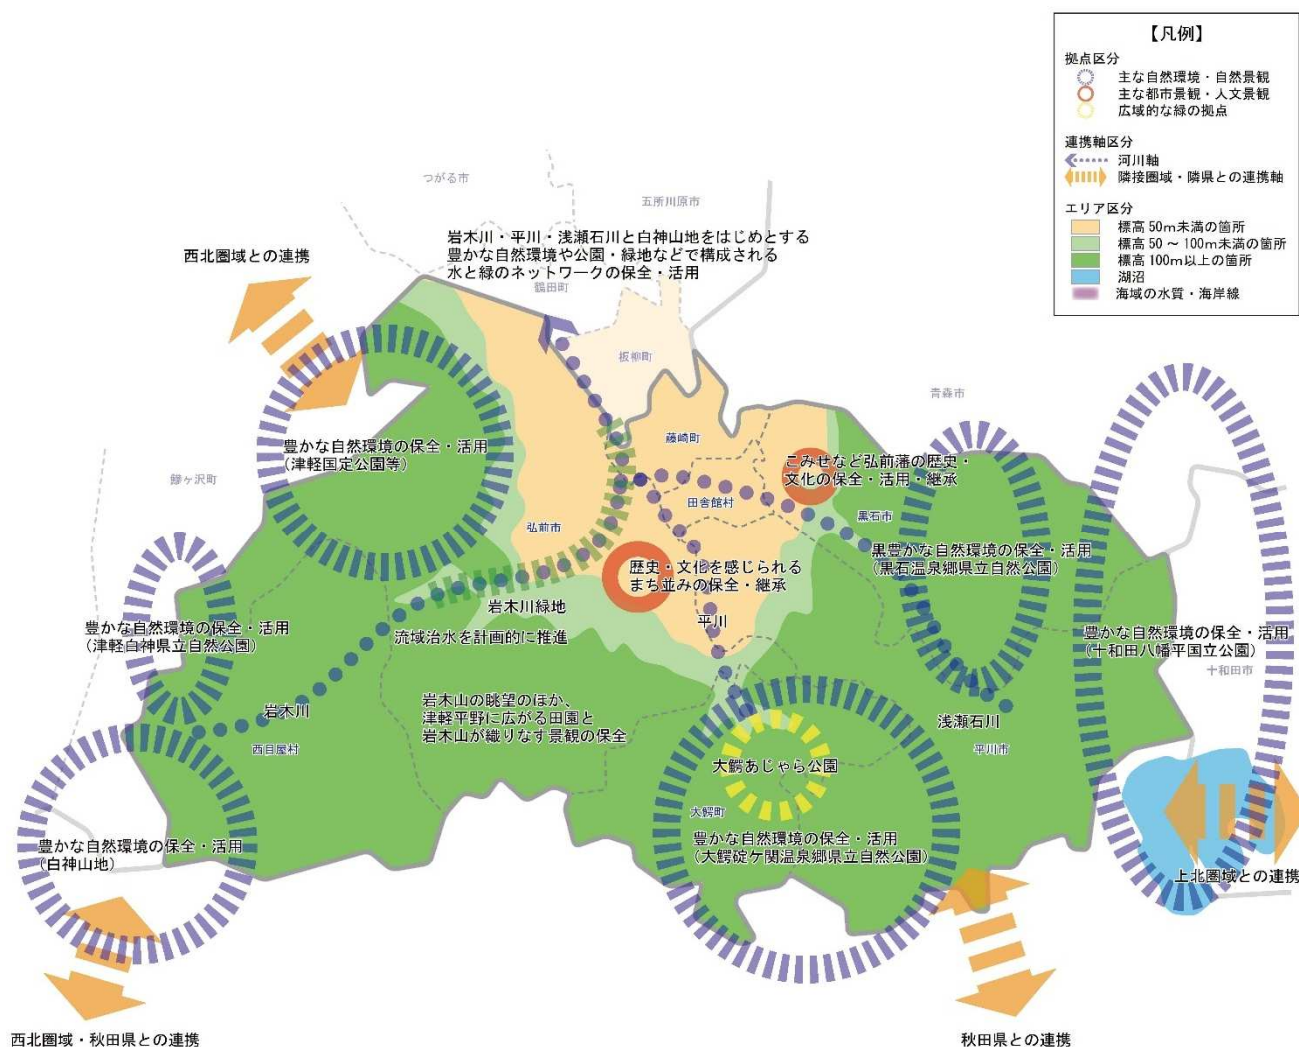 【凡例】
拠点区分
主な自然環境・自然景観
主な都市景観・人文景観
広域的な緑の拠点
連携軸区分
河川軸
隣接圏域・隣県との連携軸
エリア区分
標高50m未満の箇所
標高50～100m未満の箇所
標高100m以上の箇所
湖沼
海域の水質・海岸線
つがる市
五所川原市
岩木川・平川・浅瀬石川と白神山地をはじめとする
豊かな自然環境や公園・緑地などで構成される
水と緑のネットワークの保全・活用
西北圏域との連携
鶴田町
板柳町
青森市
藤崎町
豊かな自然環境の保全・活用
（津軽国定公園等）
こみせなど弘前藩の歴史・
文化の保全・活用・継承
鰺ヶ沢町
田舎館村
黒石市
弘前市
黒豊かな自然環境の保全・活用
（黒石温泉郷県立自然公園）
歴史・文化を感じられる
まち並みの保全・継承
岩木川緑地
平川
流域治水を計画的に推進
豊かな自然環境の保全・活用
（津軽白神県立自然公園）
豊かな自然環境の保全・活用
（十和田八幡平国立公園）
十和田市
岩木川
岩木山の眺望のほか、
津軽平野に広がる田園と
岩木山が織りなす景観の保全
浅瀬石川
西目屋村
平川市
大鰐あじゃら公園
大鰐町
豊かな自然環境の保全・活用
（大鰐碇ケ関温泉郷県立自然公園）
豊かな自然環境の保全・活用
（白神山地）
上北圏域との連携
西北圏域・秋田県との連携
秋田県との連携